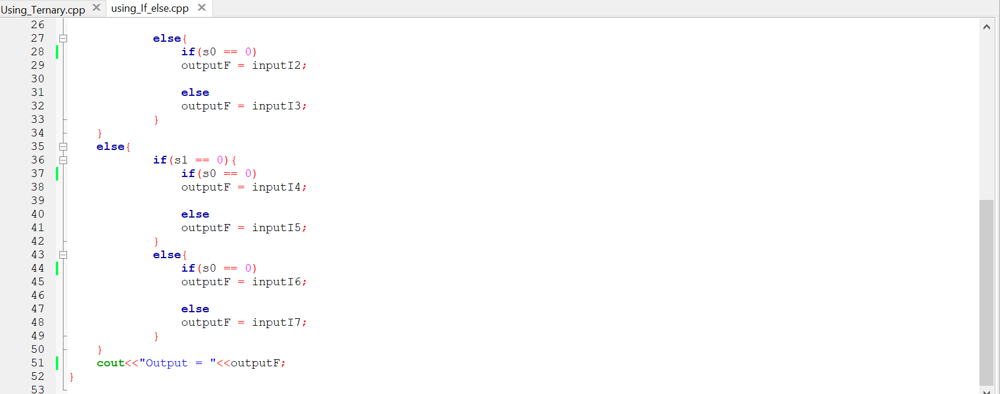 Using_Ternary.cpp × using_If_else.cpp ×
26
27 else{
28 if(s0 == 0)
29 outputF = inputI2;
30
31 else
32 outputF = inputI3;
33 }
34 }
35 else{
36 if(s1 == 0){
37 if(s0 == 0)
38 outputF = inputI4;
39
40 else
41 outputF = inputI5;
42 }
43 else{
44 if(s0 == 0)
45 outputF = inputI6;
46
47 else
48 outputF = inputI7;
49 }
50 }
51 cout<<"Output = "<<outputF;
52 }
53